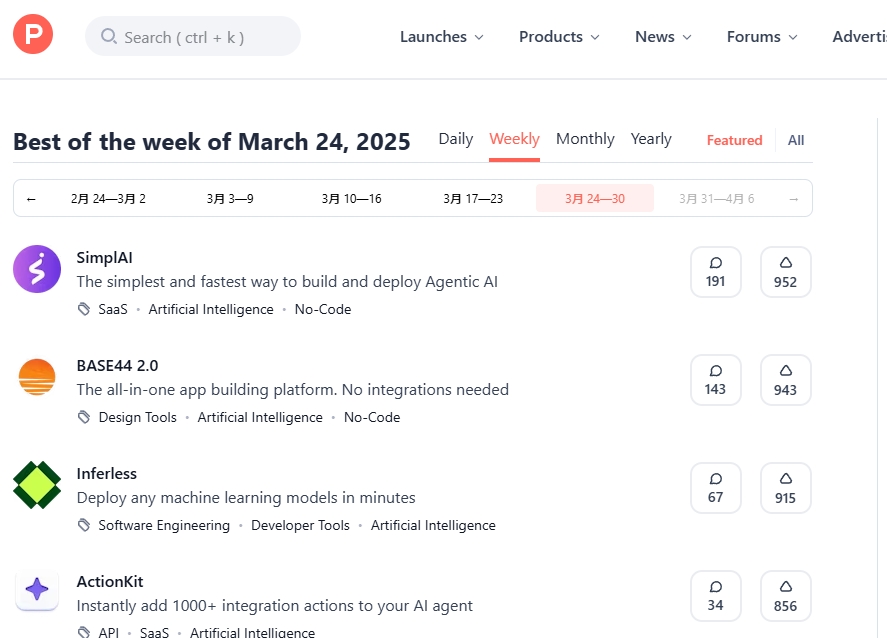 P
Search ( ctrl + k )
Launches Products News Forums Adverti
Best of the week of March 24, 2025
Daily Weekly Monthly Yearly Featured All
← 2月 24—3月 2 3月 3—9 3月 10—16 3月 17—23 3月 24—30 3月 31—4月 6 →
SimplAI
The simplest and fastest way to build and deploy Agentic AI
SaaS • Artificial Intelligence • No-Code
191 952
BASE44 2.0
The all-in-one app building platform. No integrations needed
Design Tools • Artificial Intelligence • No-Code
143 943
Inferless
Deploy any machine learning models in minutes
Software Engineering • Developer Tools • Artificial Intelligence
67 915
ActionKit
Instantly add 1000+ integration actions to your AI agent
API • SaaS • Artificial Intelligence
34 856